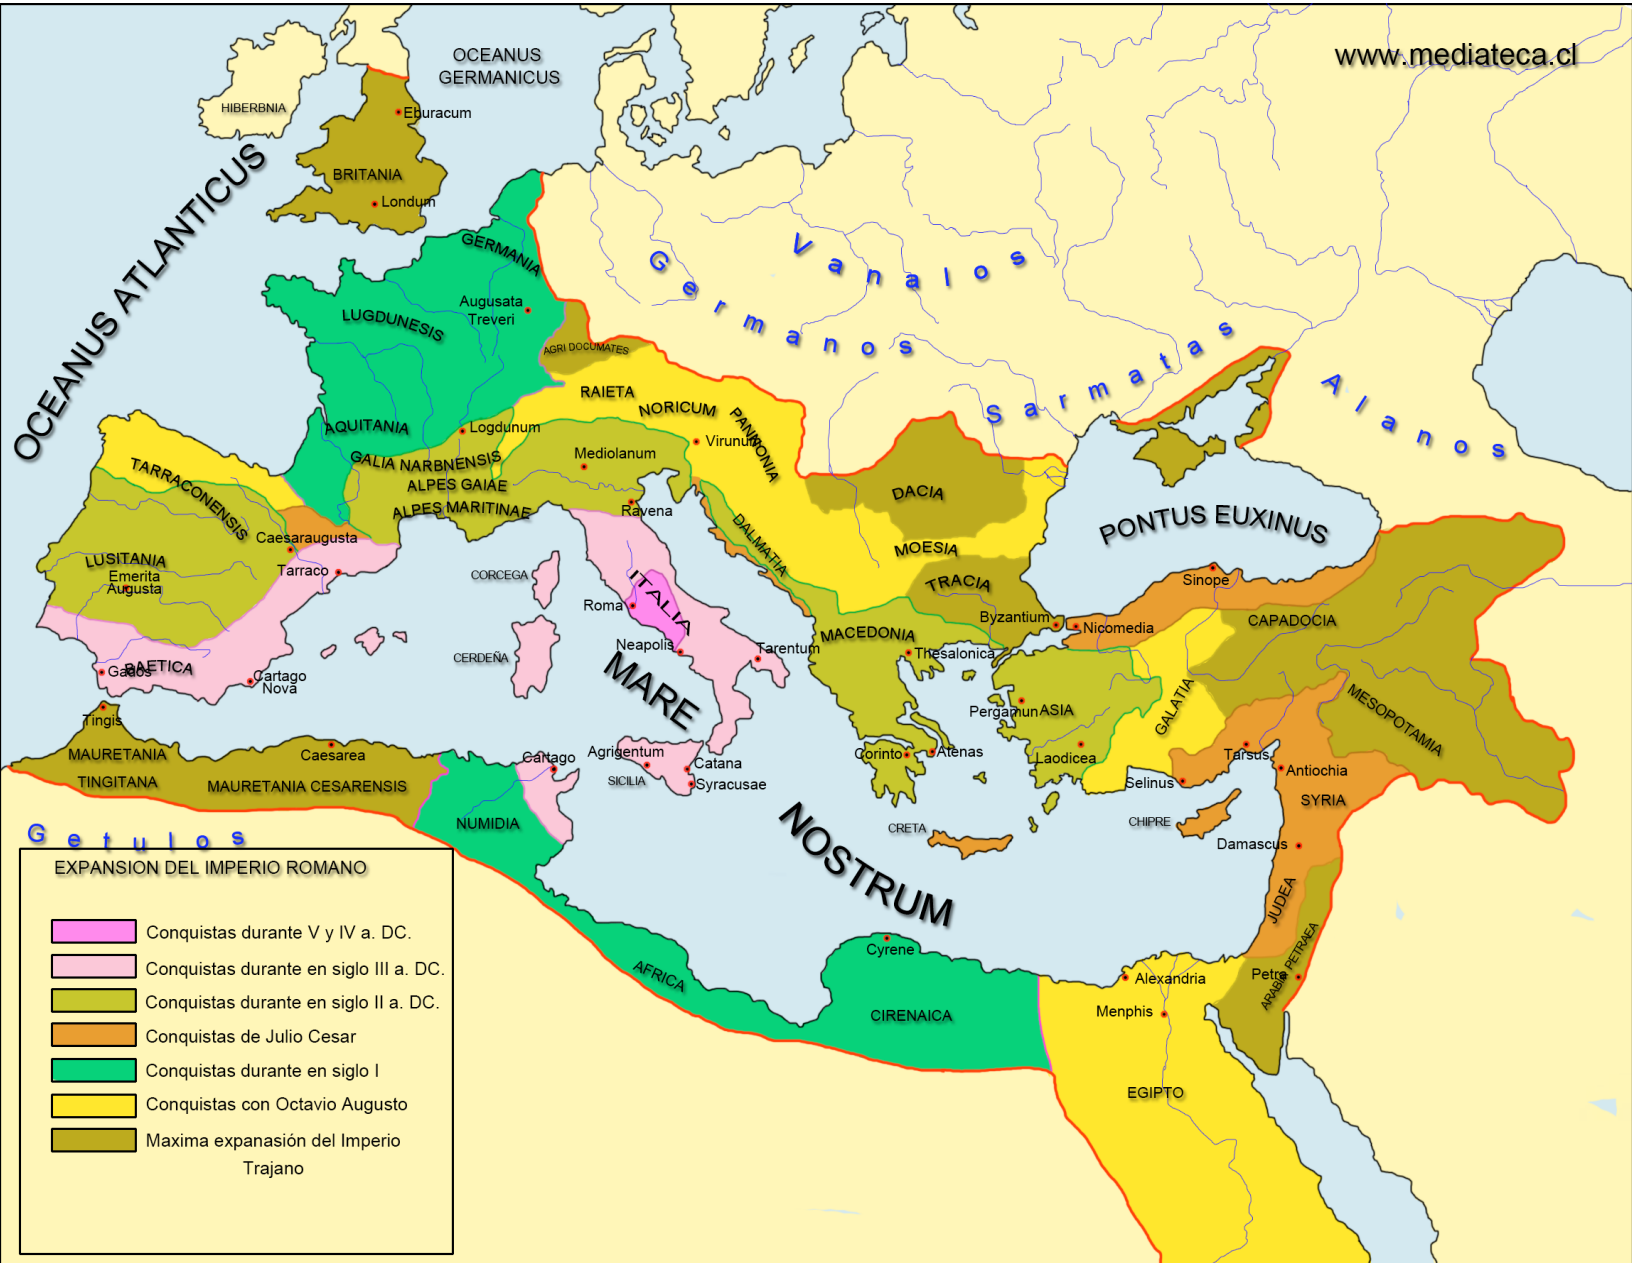 www.mediateca.cl
OCEANUS
GERMANICUS
HIBERBNIA
Eburacum
BRITANIA
Londum
OCEANUS ATLANTICUS
GERMANIA
Augusata
Treveri
LUGDUNESIS
AGRI DOCUMATES
Vanalos
Germanos
Sarmatas
Alanos
RAIETA
NORICUM
PANNONIA
Virunum
AQUITANIA
Logdunum
GALIA NARBNENSIS
Mediolanum
ALPES GAIAE
ALPES MARITINAE
Ravena
TARRACONENSIS
Caesaraugusta
LUSITANIA
Emerita
Augusta
Tarraco
CORCEGA
DALMATIA
DACIA
MOESIA
TRACIA
PONTUS EUXINUS
Sinope
Byzantium
Nicomedia
CAPADOCIA
ITALIA
Roma
Neapolis
Tarentum
MACEDONIA
Thesalonica
CERDEÑA
MARE
NOSTRUM
BAETICA
Gades
Cartago
Nova
Pergamun
ASIA
GALATIA
MESOPOTAMIA
Tingis
MAURETANIA
TINGITANA
Caesarea
MAURETANIA CESARENSIS
Cartago
Agrigentum
Catana
SICILIA
Syracusae
Corinto
Atenas
Laodicea
Selinus
Tarsus
Antiochia
SYRIA
NUMIDIA
CRETA
CHIPRE
Damascus
JUDEA
Getulos
AFRICA
Cyrene
CIRENAICA
Alexandria
Menphis
EGIPTO
Petra
ARABIA PETRAEA
EXPANSION DEL IMPERIO ROMANO
Conquistas durante V y IV a. DC.
Conquistas durante en siglo III a. DC.
Conquistas durante en siglo II a. DC.
Conquistas de Julio Cesar
Conquistas durante en siglo I
Conquistas con Octavio Augusto
Maxima expanasión del Imperio
Trajano